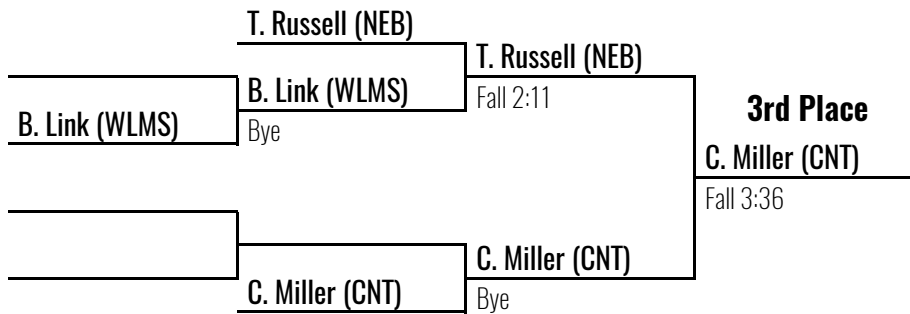 T. Russell (NEB)
T. Russell (NEB)
B. Link (WLMS)
Fall 2:11
3rd Place
B. Link (WLMS)
Bye
C. Miller (CNT)
Fall 3:36
C. Miller (CNT)
C. Miller (CNT)
Bye